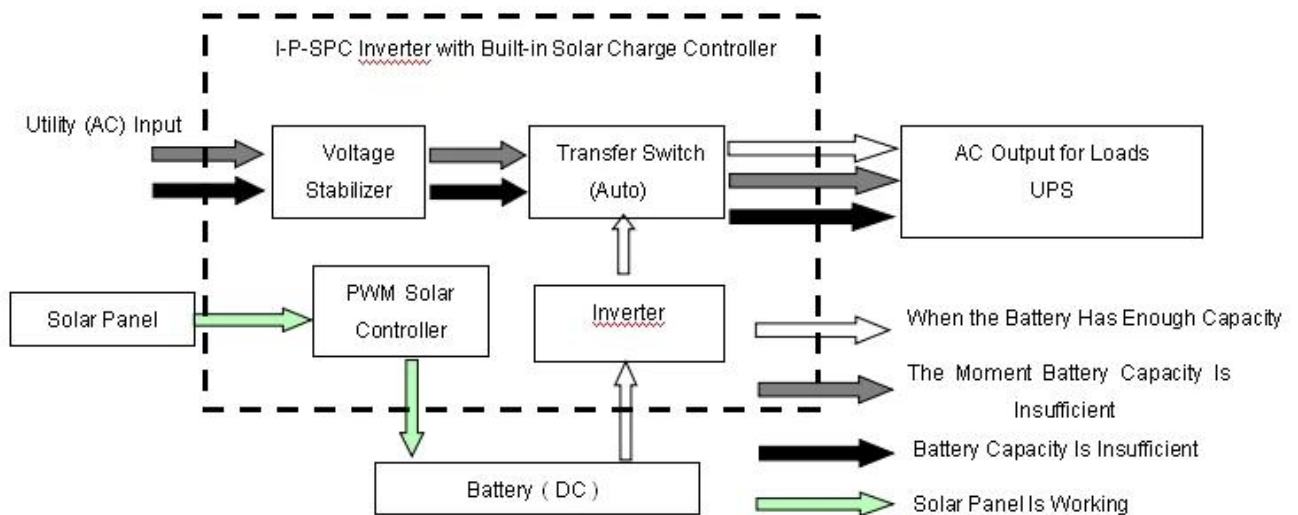 I-P-SPC Inverter with Built-in Solar Charge Controller
Utility (AC) Input
Voltage
Stabilizer
Transfer Switch
(Auto)
AC Output for Loads
UPS
Solar Panel
PWM Solar
Controller
Inverter
Battery ( DC )
When the Battery Has Enough Capacity
The Moment Battery Capacity Is
Insufficient
Battery Capacity Is Insufficient
Solar Panel Is Working